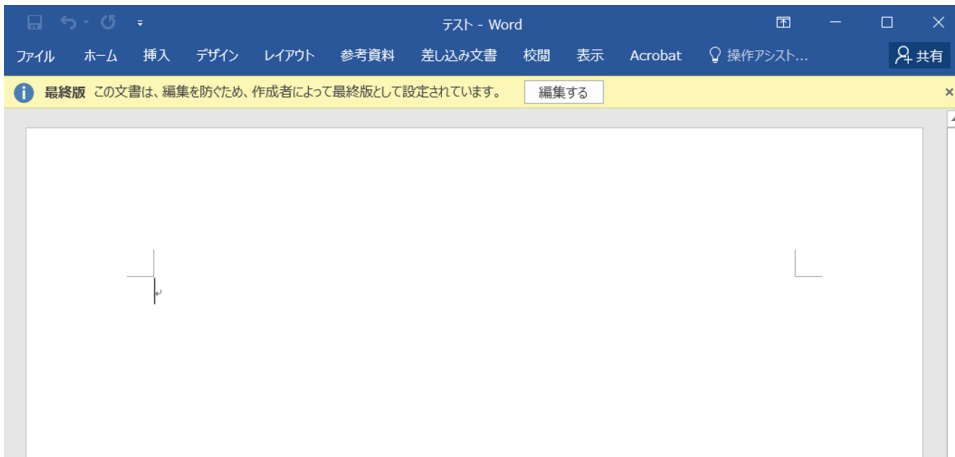 テスト - Word
ファイル ホーム 挿入 デザイン レイアウト 参考資料 差し込み文書 校閲 表示 Acrobat 操作アシスト... 共有
最終版 この文書は、編集を防ぐため、作成者によって最終版として設定されています。 編集する